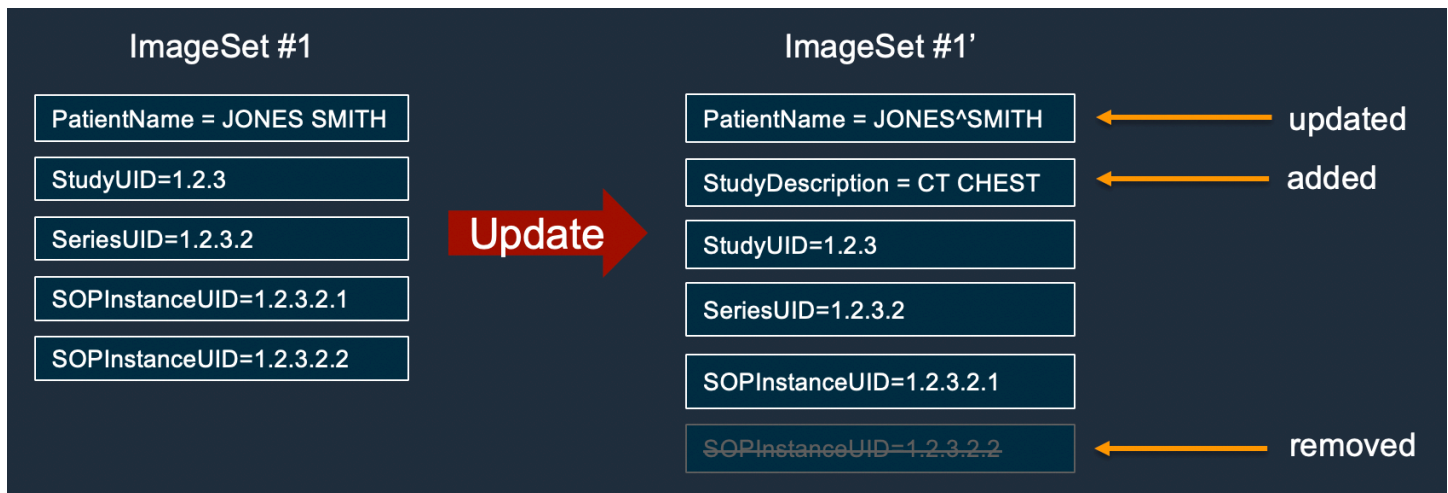 ImageSet #1
PatientName = JONES SMITH
StudyUID=1.2.3
SeriesUID=1.2.3.2
SOPInstanceUID=1.2.3.2.1
SOPInstanceUID=1.2.3.2.2
Update
ImageSet #1’
PatientName = JONES^SMITH
updated
StudyDescription = CT CHEST
added
StudyUID=1.2.3
SeriesUID=1.2.3.2
SOPInstanceUID=1.2.3.2.1
SOPInstanceUID=1.2.3.2.2
removed